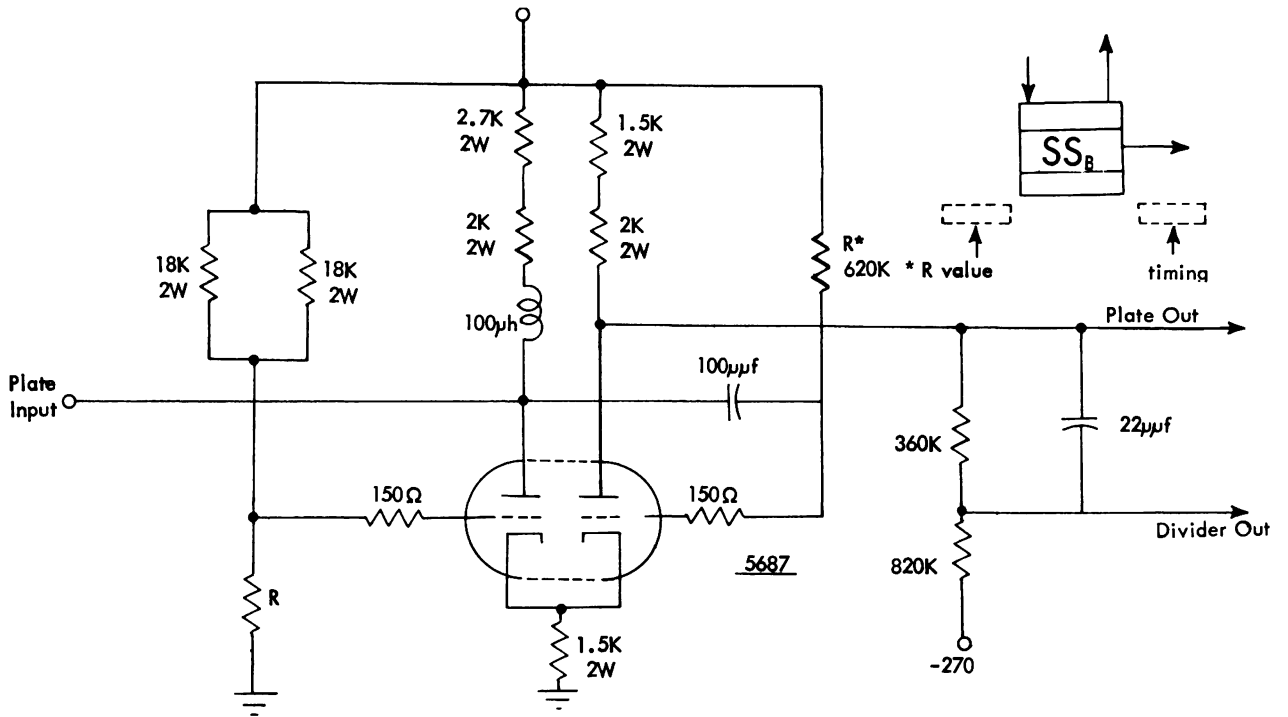 2.7K
2W
1.5K
2W
SS_B
2K
2W
2K
2W
18K
2W
18K
2W
R*
620K
* R value
timing
100μh
Plate Out
100μμf
Plate
Input
360K
22μμf
150Ω
150Ω
Divider Out
5687
820K
R
1.5K
2W
-270